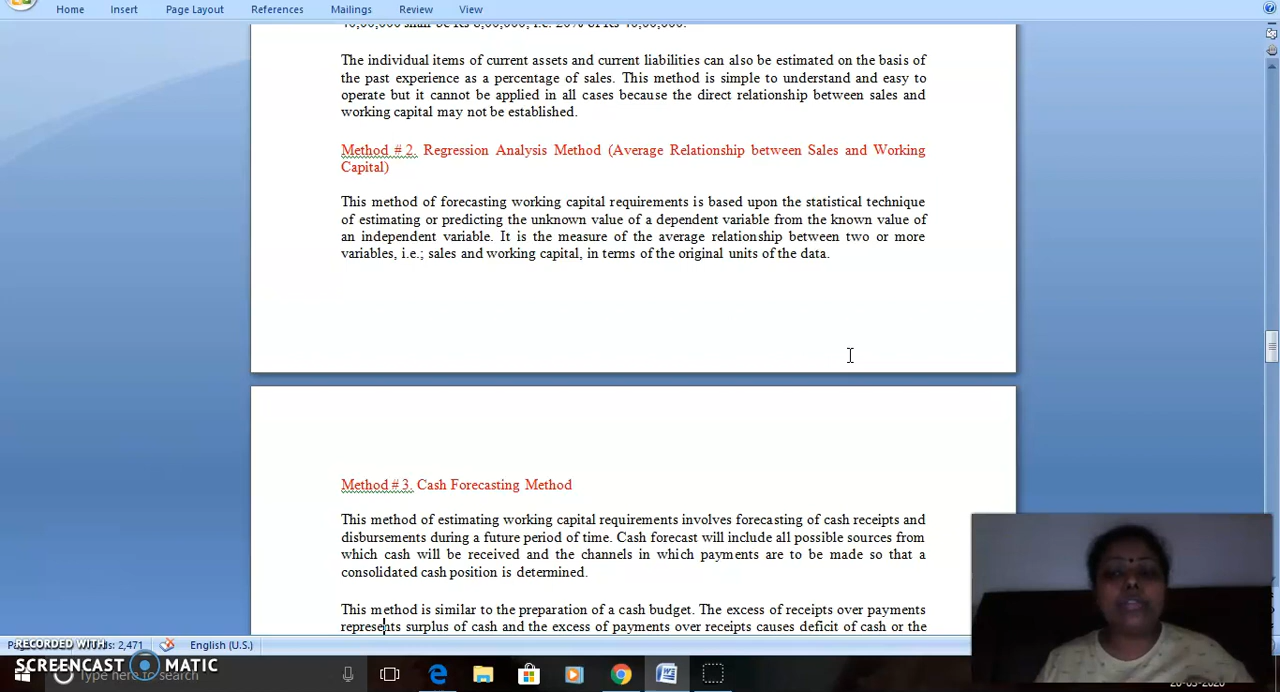 Home Insert Page Layout References Mailings Review View
The individual items of current assets and current liabilities can also be estimated on the basis of
the past experience as a percentage of sales. This method is simple to understand and easy to
operate but it cannot be applied in all cases because the direct relationship between sales and
working capital may not be established.
Method # 2. Regression Analysis Method (Average Relationship between Sales and Working
Capital)
This method of forecasting working capital requirements is based upon the statistical technique
of estimating or predicting the unknown value of a dependent variable from the known value of
an independent variable. It is the measure of the average relationship between two or more
variables, i.e.; sales and working capital, in terms of the original units of the data.
Method # 3. Cash Forecasting Method
This method of estimating working capital requirements involves forecasting of cash receipts and
disbursements during a future period of time. Cash forecast will include all possible sources from
which cash will be received and the channels in which payments are to be made so that a
consolidated cash position is determined.
This method is similar to the preparation of a cash budget. The excess of receipts over payments
represents surplus of cash and the excess of payments over receipts causes deficit of cash or the
2,471 English (U.S.)
RECORDED WITH
SCREENCAST MATIC
Type here to search